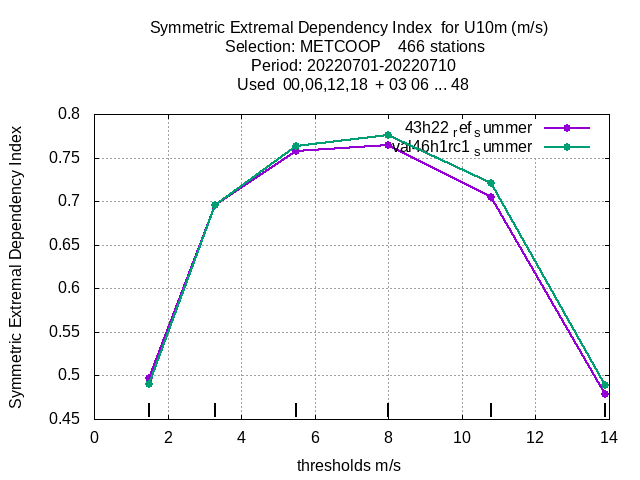 Symmetric Extremal Dependency Index  for U10m (m/s)
Selection: METCOOP    466 stations
Period: 20220701-20220710
Used  00,06,12,18  + 03 06 ... 48
43h22 ref summer
val46h1rc1 summer
0.8
0.75
0.7
0.65
0.6
0.55
0.5
0.45
0 2 4 6 8 10 12 14
Symmetric Extremal Dependency Index
thresholds m/s